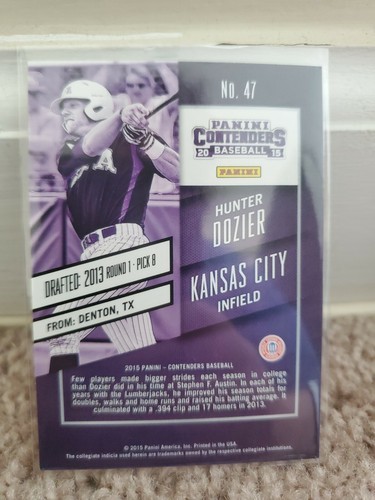 No. 47
PANINI
CONTENDERS
20 BASEBALL 15
PANINI
HUNTER
DOZIER
KANSAS CITY
INFIELD
DRAFTED: 2013 ROUND 1 - PICK 8
FROM: DENTON, TX
2015 PANINI - CONTENDERS BASEBALL
Few players made bigger strides each season in college
than Dozier did in his time at Stephen F. Austin. In each of his
years with the Lumberjacks, he improved his season totals for
doubles, walks and home runs and raised his batting average. It
culminated with a .394 clip and 17 homers in 2013.
© 2015 Panini America, Inc. Printed in the USA.
The collegiate indicia used herein are trademarks owned by the respective collegiate institutions.